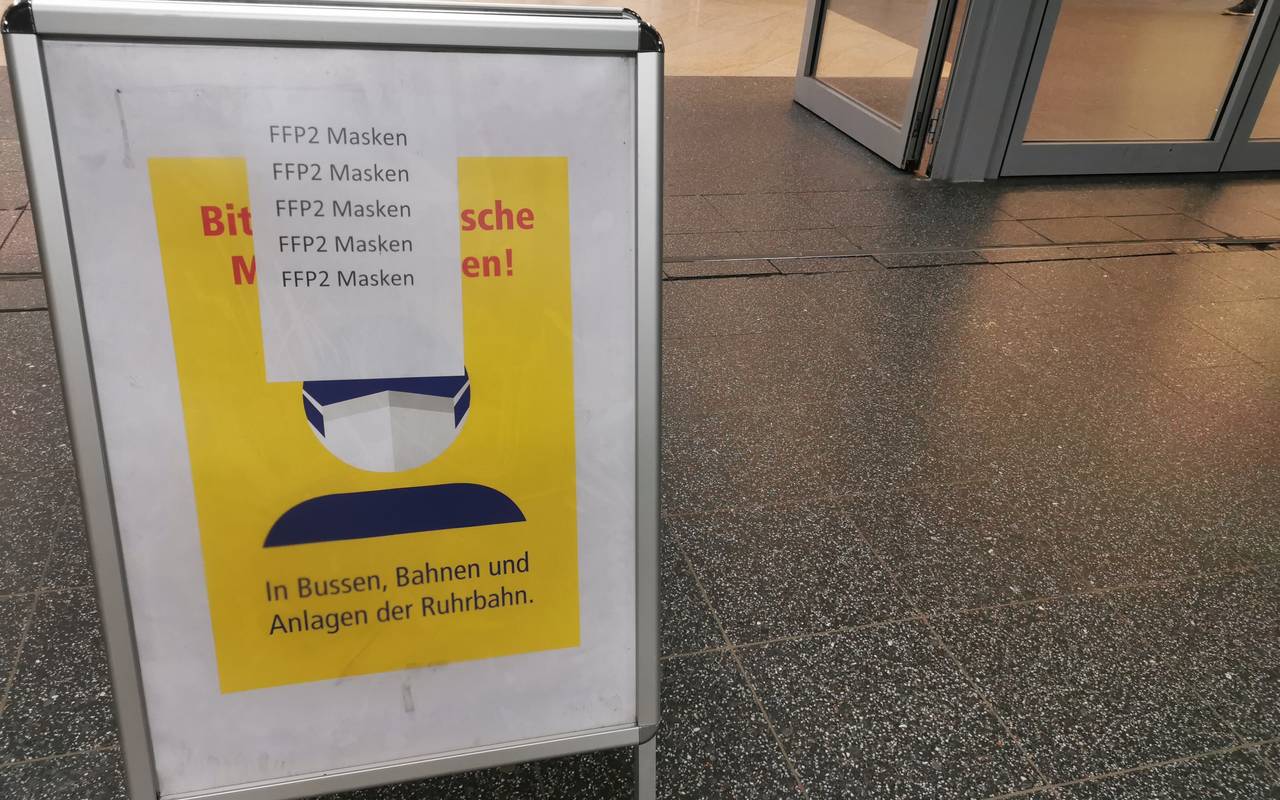 FFP2 Masken
FFP2 Masken
FFP2 Masken
FFP2 Masken
FFP2 Masken
Bit sche
M en!
In Bussen, Bahnen und
Anlagen der Ruhrbahn.